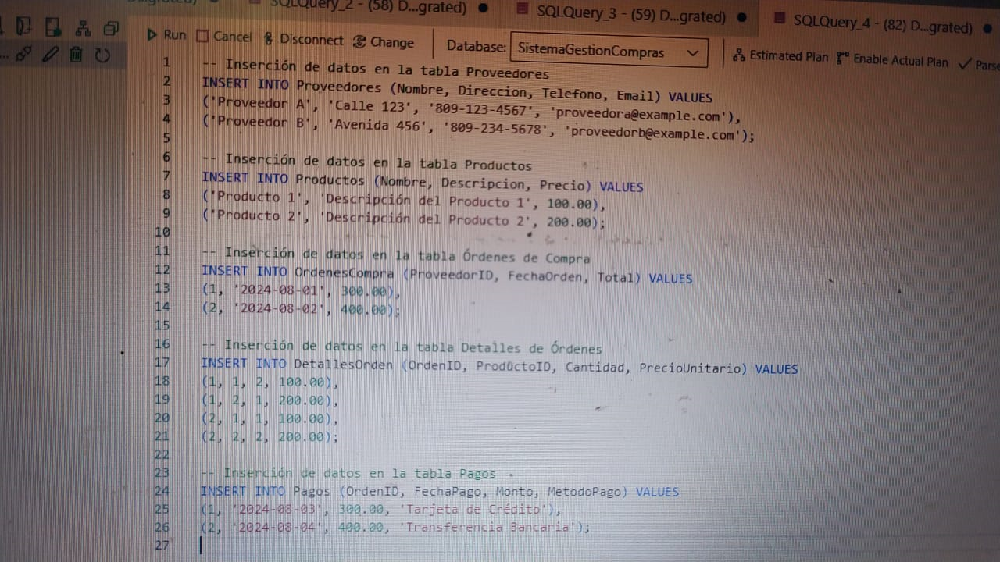 SQLQuery_2 - (58) D...grated)
SQLQuery_3 - (59) D...grated)
SQLQuery_4 - (82) D...grated)
Run Cancel Disconnect Change Database: SistemaGestionCompras Estimated Plan Enable Actual Plan Parse
1 -- Inserción de datos en la tabla Proveedores
2 INSERT INTO Proveedores (Nombre, Direccion, Telefono, Email) VALUES
3 ('Proveedor A', 'Calle 123', '809-123-4567', 'proveedora@example.com'),
4 ('Proveedor B', 'Avenida 456', '809-234-5678', 'proveedorb@example.com');
5
6 -- Inserción de datos en la tabla Productos
7 INSERT INTO Productos (Nombre, Descripcion, Precio) VALUES
8 ('Producto 1', 'Descripción del Producto 1', 100.00),
9 ('Producto 2', 'Descripción del Producto 2', 200.00);
10
11 -- Inserción de datos en la tabla Órdenes de Compra
12 INSERT INTO OrdenesCompra (ProveedorID, FechaOrden, Total) VALUES
13 (1, '2024-08-01', 300.00),
14 (2, '2024-08-02', 400.00);
15
16 -- Inserción de datos en la tabla Detalles de Órdenes
17 INSERT INTO DetallesOrden (OrdenID, ProductoID, Cantidad, PrecioUnitario) VALUES
18 (1, 1, 2, 100.00),
19 (1, 2, 1, 200.00),
20 (2, 1, 1, 100.00),
21 (2, 2, 2, 200.00);
22
23 -- Inserción de datos en la tabla Pagos
24 INSERT INTO Pagos (OrdenID, FechaPago, Monto, MetodoPago) VALUES
25 (1, '2024-08-03', 300.00, 'Tarjeta de Crédito'),
26 (2, '2024-08-04', 400.00, 'Transferencia Bancaria');
27